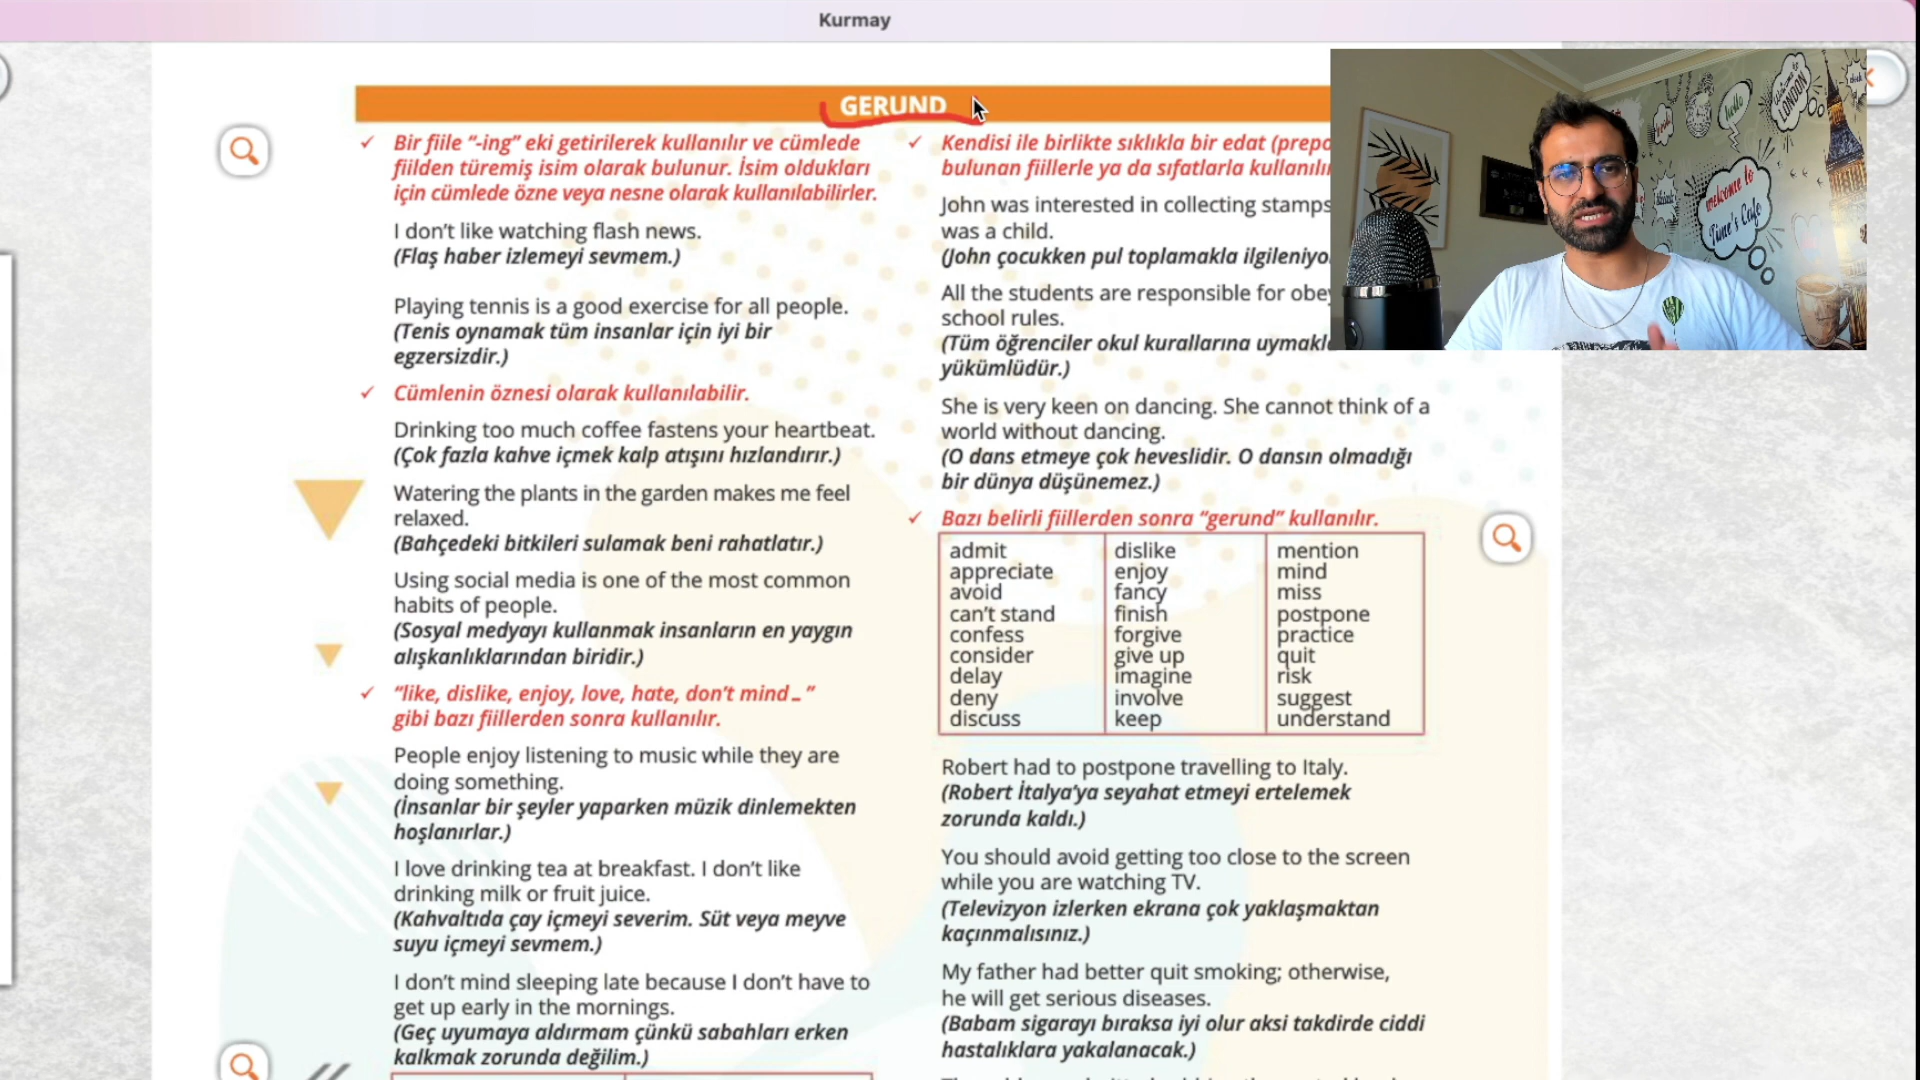 Kurmay
GERUND
✓ Bir fiile “-ing” eki getirilerek kullanılır ve cümlede
fiilden türemiş isim olarak bulunur. İsim oldukları
için cümlede özne veya nesne olarak kullanılabilirler.
I don’t like watching flash news.
(Flaş haber izlemeyi sevmem.)
Playing tennis is a good exercise for all people.
(Tenis oynamak tüm insanlar için iyi bir
egzersizdir.)
✓ Cümlenin öznesi olarak kullanılabilir.
Drinking too much coffee fastens your heartbeat.
(Çok fazla kahve içmek kalp atışını hızlandırır.)
Watering the plants in the garden makes me feel
relaxed.
(Bahçedeki bitkileri sulamak beni rahatlatır.)
Using social media is one of the most common
habits of people.
(Sosyal medyayı kullanmak insanların en yaygın
alışkanlıklarından biridir.)
✓ “like, dislike, enjoy, love, hate, don’t mind... ”
gibi bazı fiillerden sonra kullanılır.
People enjoy listening to music while they are
doing something.
(İnsanlar bir şeyler yaparken müzik dinlemekten
hoşlanırlar.)
I love drinking tea at breakfast. I don’t like
drinking milk or fruit juice.
(Kahvaltıda çay içmeyi severim. Süt veya meyve
suyu içmeyi sevmem.)
I don’t mind sleeping late because I don’t have to
get up early in the mornings.
(Geç uyumaya aldırmam çünkü sabahları erken
kalkmak zorunda değilim.)
✓ Kendisi ile birlikte sıklıkla bir edat (prepo
bulunan fiillerle ya da sıfatlarla kullanılır
John was interested in collecting stamps
was a child.
(John çocukken pul toplamakla ilgileniyo
All the students are responsible for obey
school rules.
(Tüm öğrenciler okul kurallarına uymakla
yükümlüdür.)
She is very keen on dancing. She cannot think of a
world without dancing.
(O dans etmeye çok heveslidir. O dansın olmadığı
bir dünya düşünemez.)
✓ Bazı belirli fiillerden sonra “gerund” kullanılır.
admit dislike mention
appreciate enjoy mind
avoid fancy miss
can’t stand finish postpone
confess forgive practice
consider give up quit
delay imagine risk
deny involve suggest
discuss keep understand
Robert had to postpone travelling to Italy.
(Robert İtalya’ya seyahat etmeyi ertelemek
zorunda kaldı.)
You should avoid getting too close to the screen
while you are watching TV.
(Televizyon izlerken ekrana çok yaklaşmaktan
kaçınmalısınız.)
My father had better quit smoking; otherwise,
he will get serious diseases.
(Babam sigarayı bıraksa iyi olur aksi takdirde ciddi
hastalıklara yakalanacak.)
LONDON
hello
welcome to
Time's Cafe